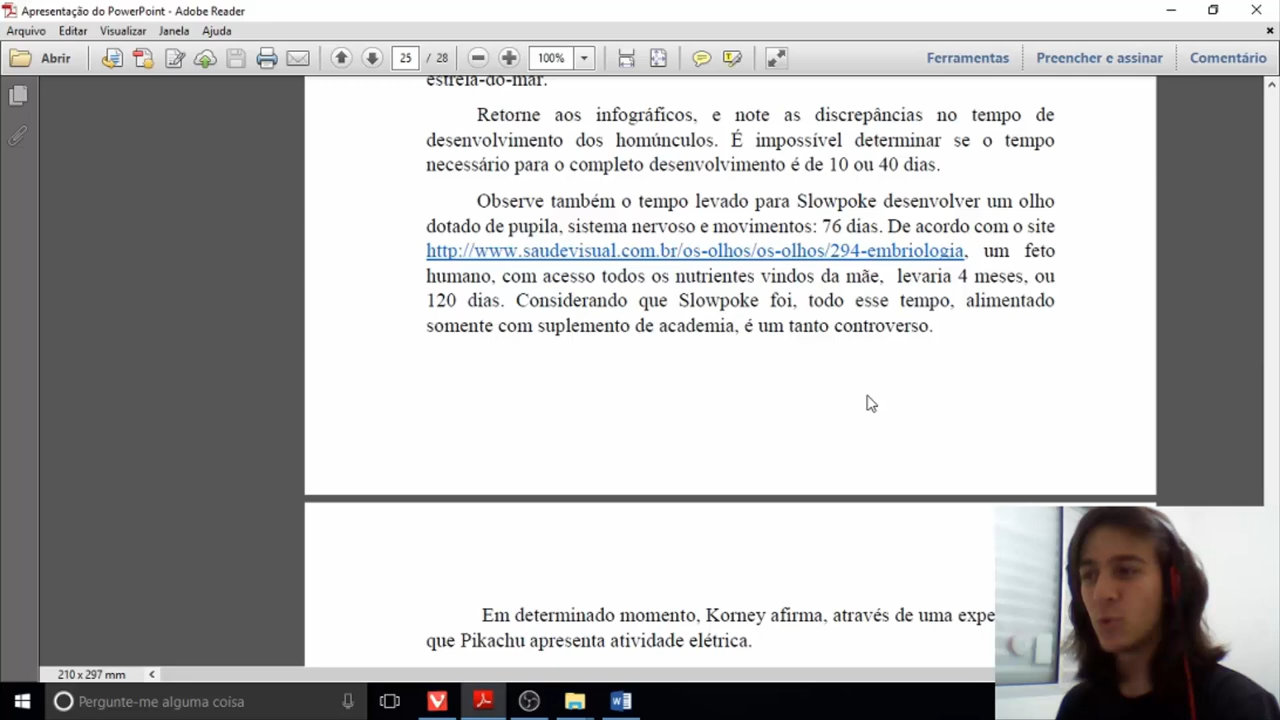 Apresentação do PowerPoint - Adobe Reader
Arquivo Editar Visualizar Janela Ajuda
Abrir 25 / 28 100% Ferramentas Preencher e assinar Comentário
estrela-do-mar.
Retorne aos infográficos, e note as discrepâncias no tempo de
desenvolvimento dos homúnculos. É impossível determinar se o tempo
necessário para o completo desenvolvimento é de 10 ou 40 dias.
Observe também o tempo levado para Slowpoke desenvolver um olho
dotado de pupila, sistema nervoso e movimentos: 76 dias. De acordo com o site
http://www.saudevisual.com.br/os-olhos/os-olhos/294-embriologia, um feto
humano, com acesso todos os nutrientes vindos da mãe, levaria 4 meses, ou
120 dias. Considerando que Slowpoke foi, todo esse tempo, alimentado
somente com suplemento de academia, é um tanto controverso.
Em determinado momento, Korney afirma, através de uma expe
que Pikachu apresenta atividade elétrica.
210 x 297 mm
Pergunte-me alguma coisa